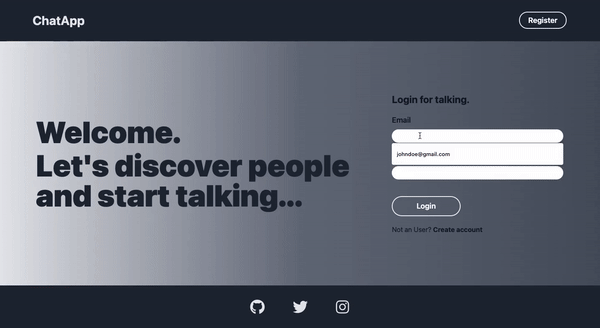 ChatApp
Register
Welcome.
Let's discover people
and start talking...
Login for talking.
Email
johndoe@gmail.com
Login
Not an User? Create account